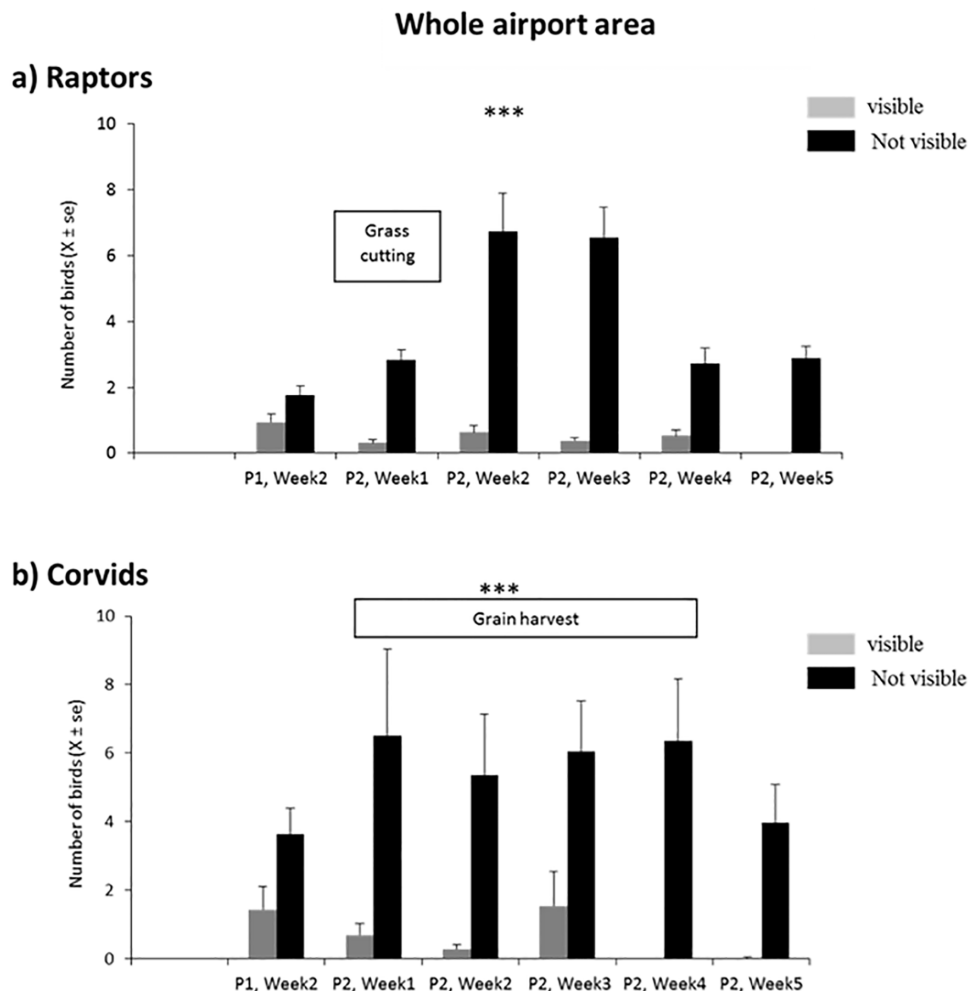 Whole airport area
a) Raptors
***
visible
Not visible
10
8
6
4
2
0
Number of birds (X ± se)
Grass
cutting
P1, Week2 P2, Week1 P2, Week2 P2, Week3 P2, Week4 P2, Week5
b) Corvids
***
Grain harvest
visible
Not visible
10
8
6
4
2
0
Number of birds (X ± se)
P1, Week2 P2, Week1 P2, Week2 P2, Week3 P2, Week4 P2, Week5